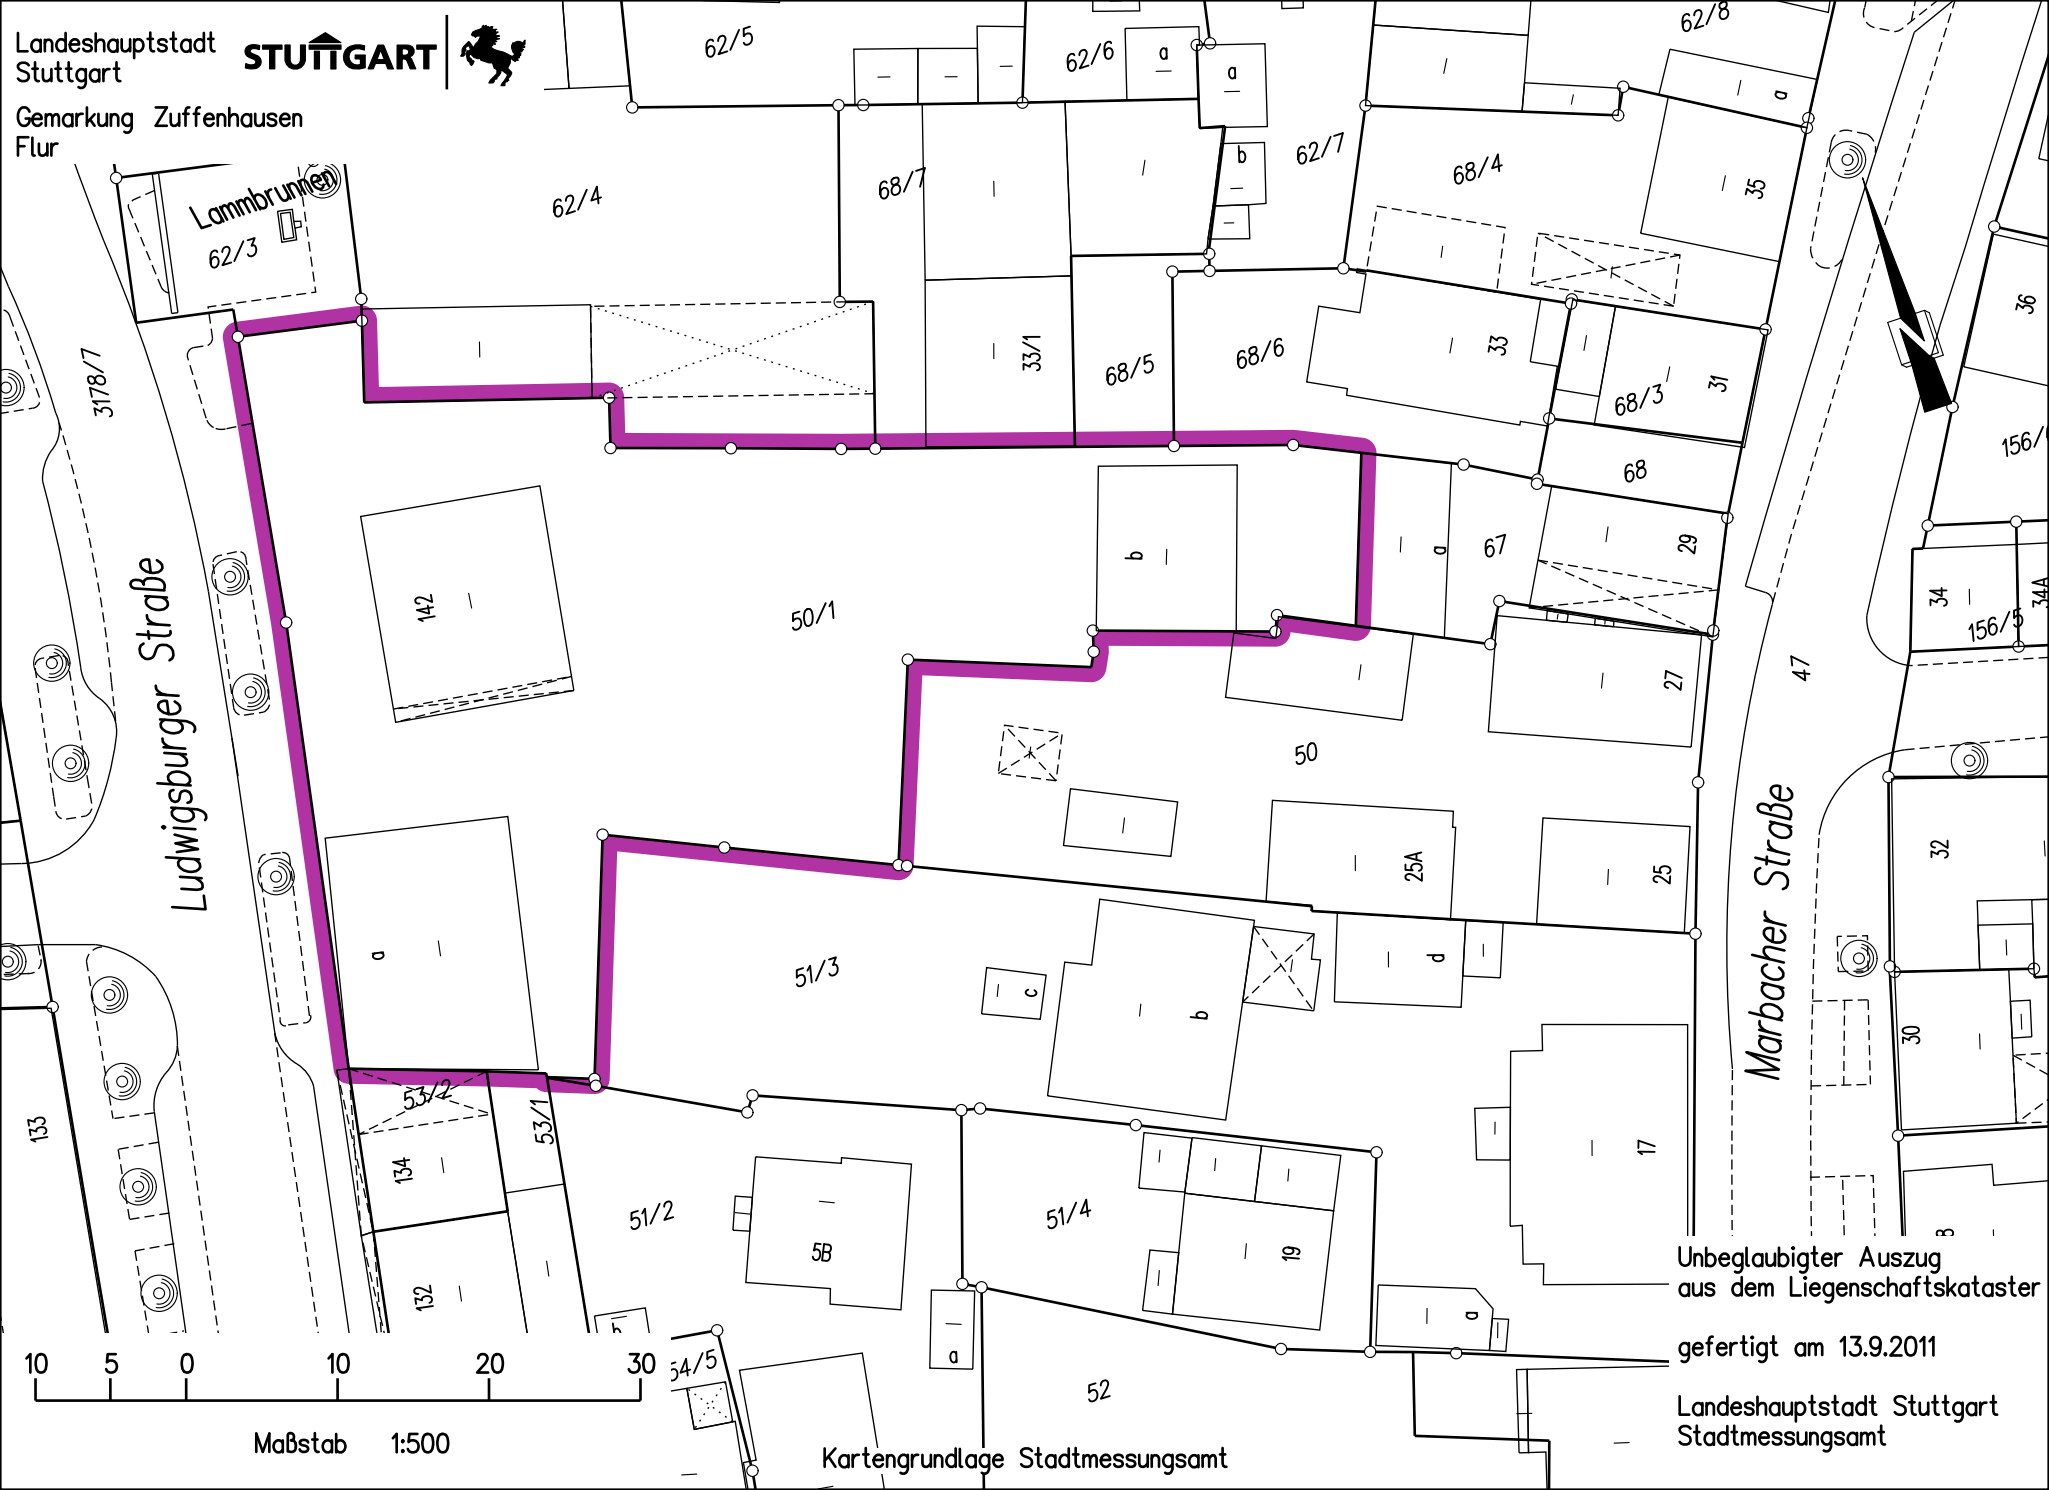 Landeshauptstadt
Stuttgart
STUTTGART
Gemarkung Zuffenhausen
Flur
Lammbrunnen
62/3
62/4
62/5
62/6
a
a
b
62/7
62/8
a
68/7
68/4
35
36
3178/7
33/1
68/5
68/6
33
68/3
31
156/
68
Ludwigsburger Straße
142
50/1
b
a
67
29
34
34A
156/5
47
27
50
25A
25
32
Marbacher Straße
a
51/3
c
b
d
30
17
133
53/2
53/1
134
132
51/2
5B
51/4
19
a
a
b
54/5
52
B
10 5 0 10 20 30
Maßstab 1:500
Kartengrundlage Stadtmessungsamt
Unbeglaubigter Auszug
aus dem Liegenschaftskataster
gefertigt am 13.9.2011
Landeshauptstadt Stuttgart
Stadtmessungsamt